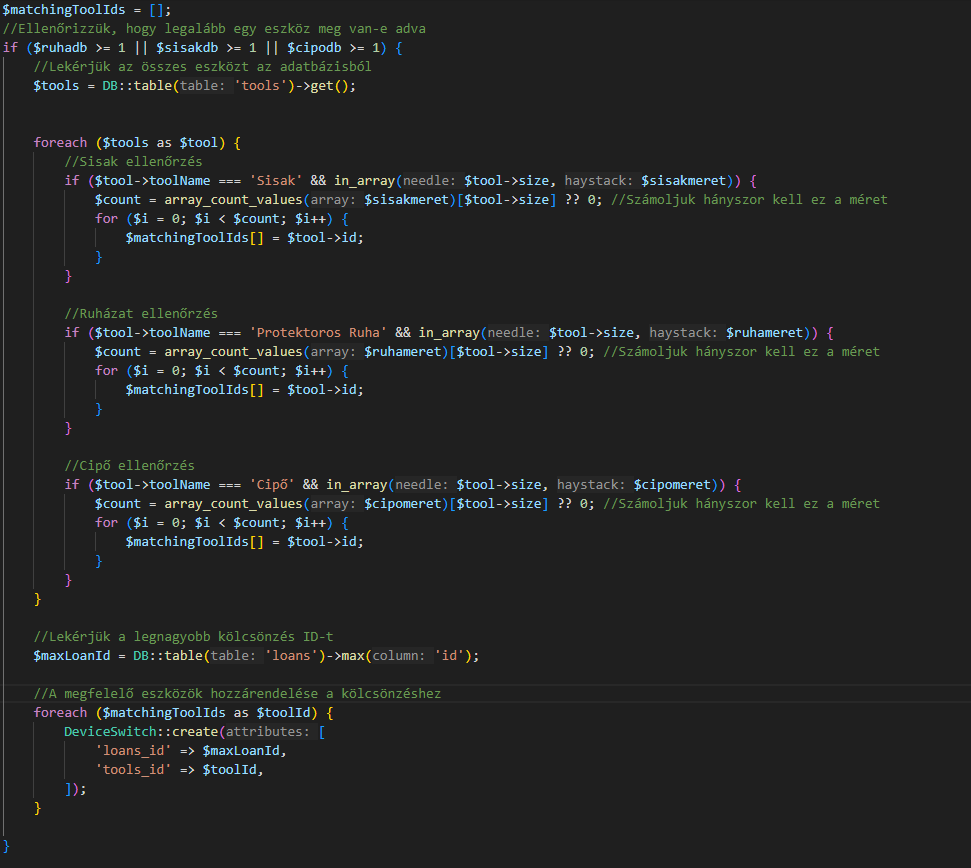 $matchingToolIds = [];
//Ellenőrizzük, hogy legalább egy eszköz meg van-e adva
if ($ruhadb >= 1 || $sisakdb >= 1 || $cipodb >= 1) {
//Lekérjük az összes eszközt az adatbázisból
$tools = DB::table(table: 'tools')->get();
foreach ($tools as $tool) {
//Sisak ellenőrzés
if ($tool->toolName === 'Sisak' && in_array(needle: $tool->size, haystack: $sisakmeret)) {
$count = array_count_values(array: $sisakmeret)[$tool->size] ?? 0; //Számoljuk hányszor kell ez a méret
for ($i = 0; $i < $count; $i++) {
$matchingToolIds[] = $tool->id;
}
}
//Ruházat ellenőrzés
if ($tool->toolName === 'Protektoros Ruha' && in_array(needle: $tool->size, haystack: $ruhameret)) {
$count = array_count_values(array: $ruhameret)[$tool->size] ?? 0; //Számoljuk hányszor kell ez a méret
for ($i = 0; $i < $count; $i++) {
$matchingToolIds[] = $tool->id;
}
}
//Cipő ellenőrzés
if ($tool->toolName === 'Cipő' && in_array(needle: $tool->size, haystack: $cipomeret)) {
$count = array_count_values(array: $cipomeret)[$tool->size] ?? 0; //Számoljuk hányszor kell ez a méret
for ($i = 0; $i < $count; $i++) {
$matchingToolIds[] = $tool->id;
}
}
}
//Lekérjük a legnagyobb kölcsönzés ID-t
$maxLoanId = DB::table(table: 'loans')->max(column: 'id');
//A megfelelő eszközök hozzárendelése a kölcsönzéshez
foreach ($matchingToolIds as $toolId) {
DeviceSwitch::create(attributes: [
'loans_id' => $maxLoanId,
'tools_id' => $toolId,
]);
}
}